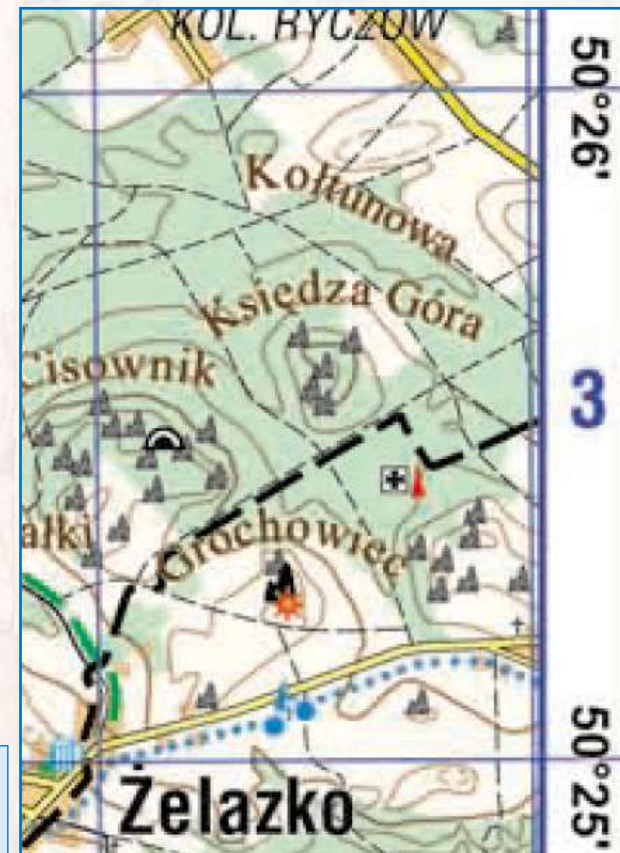 KOL. RYCZÓW
50°26'
Kołtunowa
Księdza Góra
Cisownik
3
ałki
Grochowiec
50°25'
Żelazko